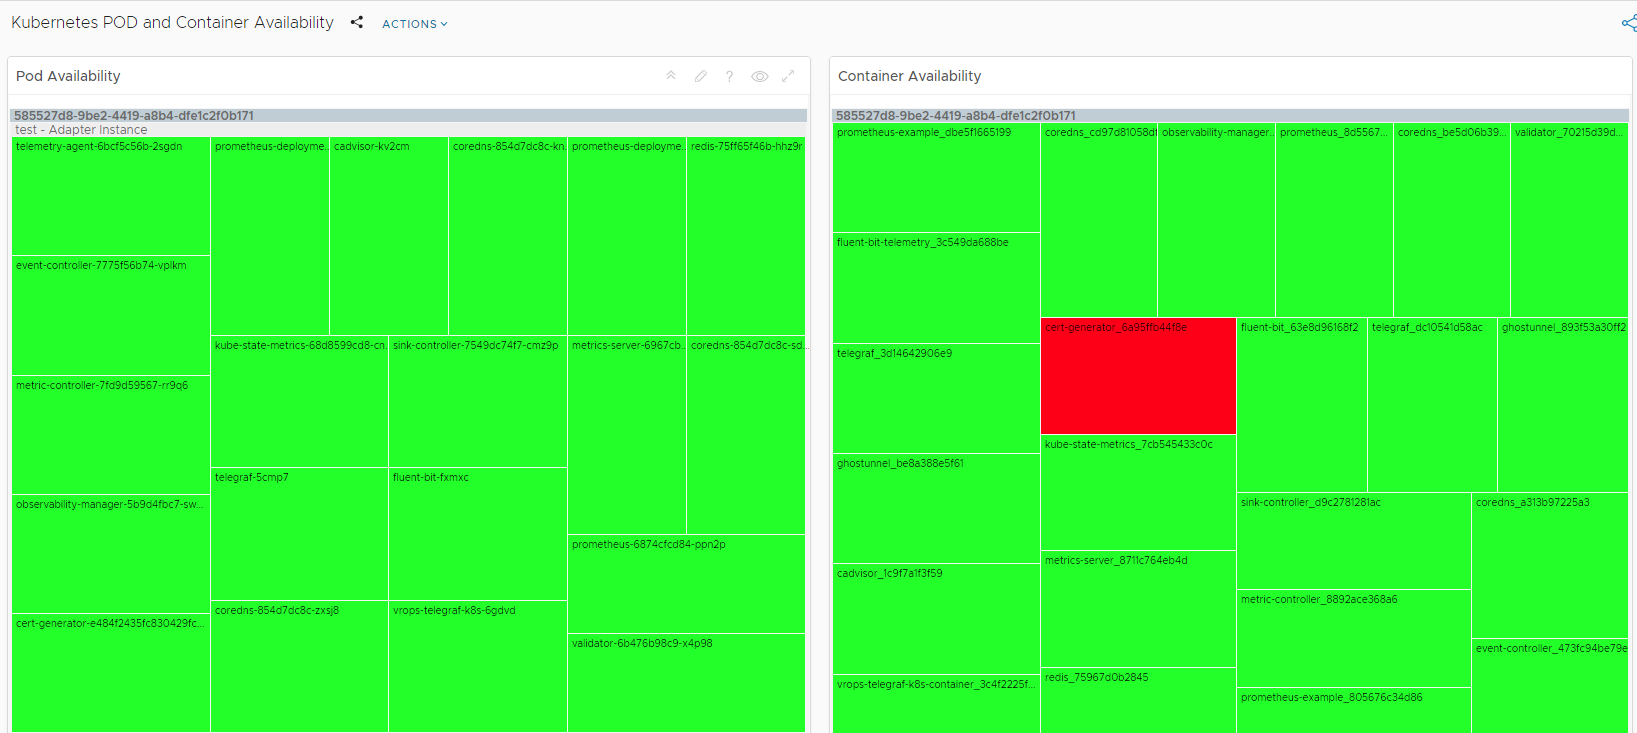 Kubernetes POD and Container Availability
ACTIONS
Pod Availability
?
585527d8-9be2-4419-a8b4-dfe1c2f0b171
test - Adapter Instance
telemetry-agent-6bcf5c56b-2sgdn
prometheus-deployme...
cadvisor-kv2cm
coredns-854d7dc8c-kn...
prometheus-deployme...
redis-75ff65f46b-hhz9r
event-controller-7775f56b74-vplkm
kube-state-metrics-68d8599cd8-cn...
sink-controller-7549dc74f7-cmz9p
metrics-server-6967cb...
coredns-854d7dc8c-sd...
metric-controller-7fd9d59567-rr9q6
telegraf-5cmp7
fluent-bit-fxmxc
observability-manager-5b9d4fbc7-sw...
prometheus-6874cfcd84-ppn2p
coredns-854d7dc8c-zxsj8
vrops-telegraf-k8s-6gdvd
cert-generator-e484f2435fc830429fc...
validator-6b476b98c9-x4p98
Container Availability
585527d8-9be2-4419-a8b4-dfe1c2f0b171
prometheus-example_dbe5f1665199
coredns_cd97d81058df
observability-manager...
prometheus_8d5567...
coredns_be5d06b39...
validator_70215d39d...
fluent-bit-telemetry_3c549da688be
cert-generator_6a95ffb44f8e
fluent-bit_63e8d96168f2
telegraf_dc10541d58ac
ghostunnel_893f53a30ff2
telegraf_3d14642906e9
kube-state-metrics_7cb545433c0c
ghostunnel_be8a388e5f61
sink-controller_d9c2781281ac
coredns_a313b97225a3
metrics-server_8711c764eb4d
cadvisor_1c9f7a1f3f59
metric-controller_8892ace368a6
event-controller_473fc94be79e
redis_75967d0b2845
vrops-telegraf-k8s-container_3c4f2225f...
prometheus-example_805676c34d86